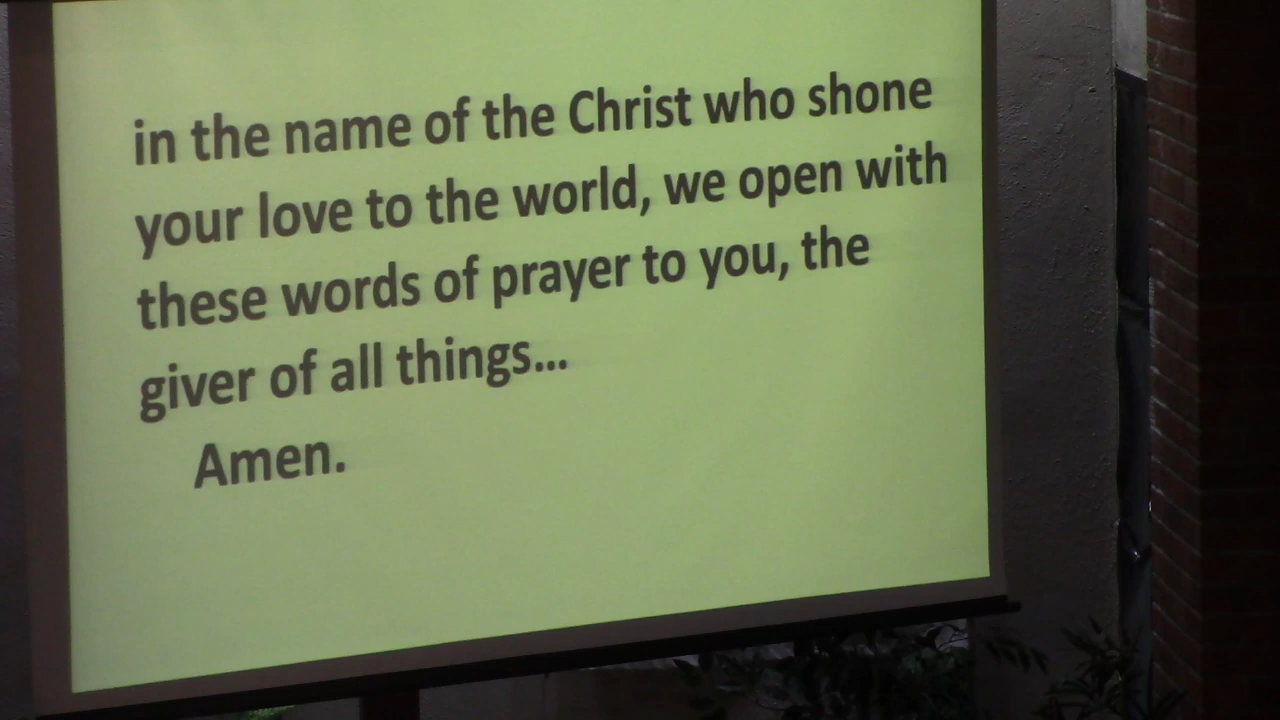 in the name of the Christ who shone
your love to the world, we open with
these words of prayer to you, the
giver of all things...
Amen.